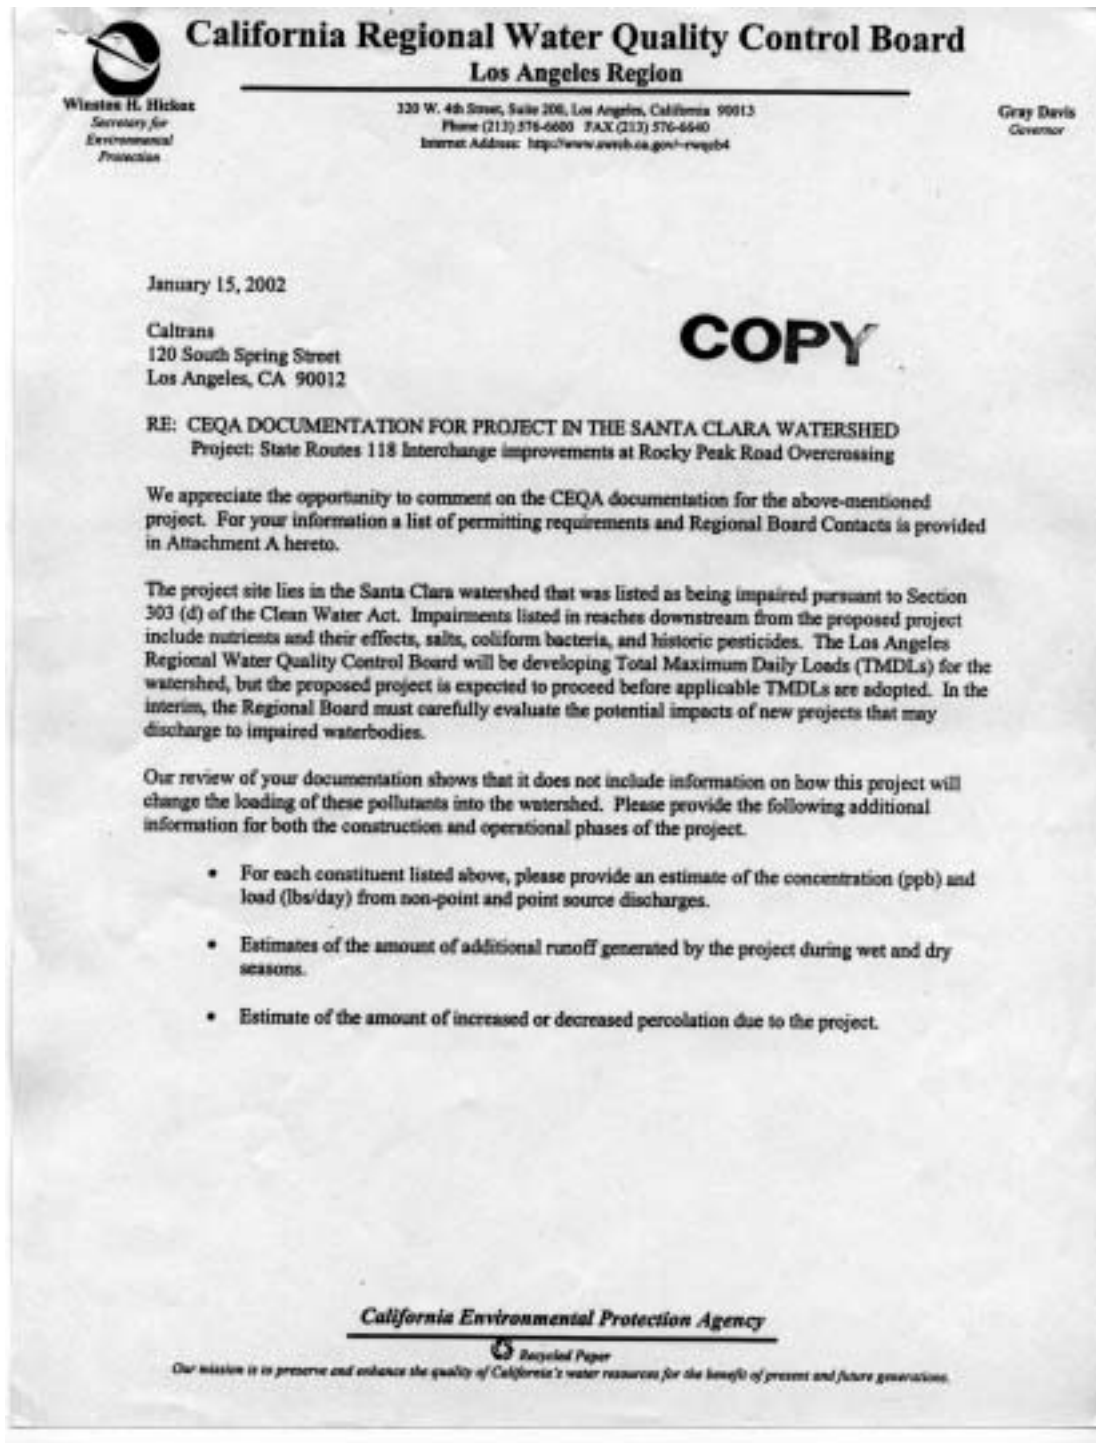 California Regional Water Quality Control Board
Los Angeles Region
Winston H. Hickox
Secretary for
Environmental
Protection
320 W. 4th Street, Suite 200, Los Angeles, California 90013
Phone (213) 576-6600 FAX (213) 576-6640
Internet Address: http://www.swrcb.ca.gov/~rwqcb4
Gray Davis
Governor
January 15, 2002
Caltrans
120 South Spring Street
Los Angeles, CA 90012
COPY
RE: CEQA DOCUMENTATION FOR PROJECT IN THE SANTA CLARA WATERSHED
Project: State Routes 118 Interchange improvements at Rocky Peak Road Overcrossing
We appreciate the opportunity to comment on the CEQA documentation for the above-mentioned
project. For your information a list of permitting requirements and Regional Board Contacts is provided
in Attachment A hereto.
The project site lies in the Santa Clara watershed that was listed as being impaired pursuant to Section
303 (d) of the Clean Water Act. Impairments listed in reaches downstream from the proposed project
include nutrients and their effects, salts, coliform bacteria, and historic pesticides. The Los Angeles
Regional Water Quality Control Board will be developing Total Maximum Daily Loads (TMDLs) for the
watershed, but the proposed project is expected to proceed before applicable TMDLs are adopted. In the
interim, the Regional Board must carefully evaluate the potential impacts of new projects that may
discharge to impaired waterbodies.
Our review of your documentation shows that it does not include information on how this project will
change the loading of these pollutants into the watershed. Please provide the following additional
information for both the construction and operational phases of the project.
• For each constituent listed above, please provide an estimate of the concentration (ppb) and
load (lbs/day) from non-point and point source discharges.
• Estimates of the amount of additional runoff generated by the project during wet and dry
seasons.
• Estimate of the amount of increased or decreased percolation due to the project.
California Environmental Protection Agency
Recycled Paper
Our mission is to preserve and enhance the quality of California's water resources for the benefit of present and future generations.